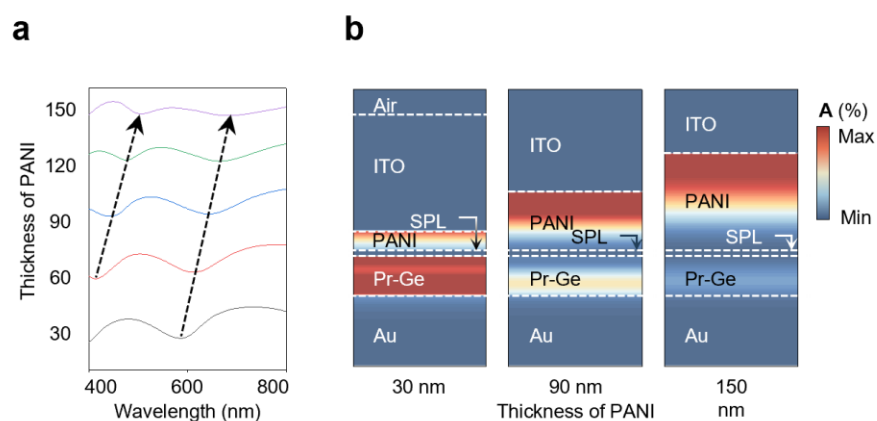 a
b
150
120
90
60
30
Thickness of PANI
400
600
800
Wavelength (nm)
Air
ITO
SPL
PANI
Pr-Ge
Au
30 nm
ITO
PANI
SPL
Pr-Ge
Au
90 nm
Thickness of PANI
ITO
PANI
SPL
Pr-Ge
Au
150
nm
A (%)
Max
Min